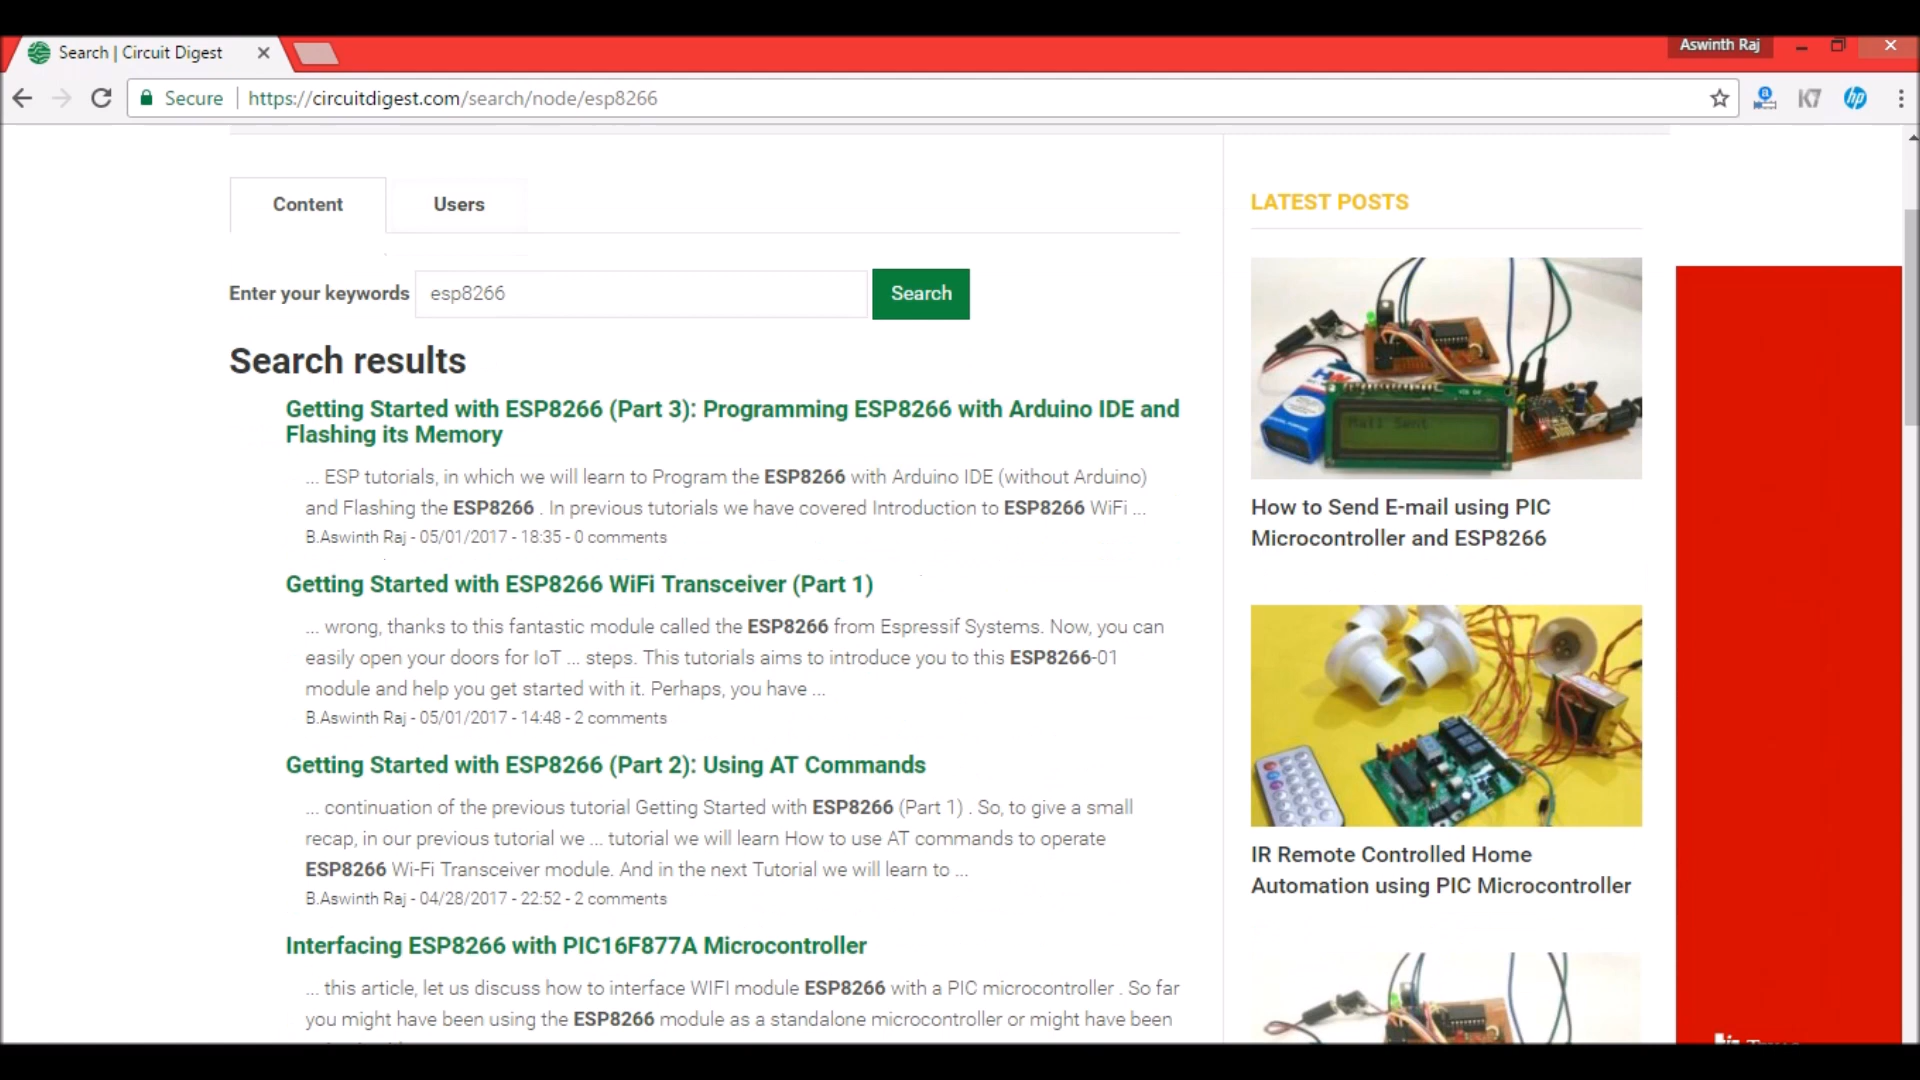 Search | Circuit Digest
Aswinth Raj
Secure
https://circuitdigest.com/search/node/esp8266
K7
hp
Content
Users
Enter your keywords
esp8266
Search
Search results
Getting Started with ESP8266 (Part 3): Programming ESP8266 with Arduino IDE and
Flashing its Memory
... ESP tutorials, in which we will learn to Program the ESP8266 with Arduino IDE (without Arduino)
and Flashing the ESP8266 . In previous tutorials we have covered Introduction to ESP8266 WiFi ...
B.Aswinth Raj - 05/01/2017 - 18:35 - 0 comments
Getting Started with ESP8266 WiFi Transceiver (Part 1)
... wrong, thanks to this fantastic module called the ESP8266 from Espressif Systems. Now, you can
easily open your doors for IoT ... steps. This tutorials aims to introduce you to this ESP8266-01
module and help you get started with it. Perhaps, you have ...
B.Aswinth Raj - 05/01/2017 - 14:48 - 2 comments
Getting Started with ESP8266 (Part 2): Using AT Commands
... continuation of the previous tutorial Getting Started with ESP8266 (Part 1) . So, to give a small
recap, in our previous tutorial we ... tutorial we will learn How to use AT commands to operate
ESP8266 Wi-Fi Transceiver module. And in the next Tutorial we will learn to ...
B.Aswinth Raj - 04/28/2017 - 22:52 - 2 comments
Interfacing ESP8266 with PIC16F877A Microcontroller
... this article, let us discuss how to interface WIFI module ESP8266 with a PIC microcontroller . So far
you might have been using the ESP8266 module as a standalone microcontroller or might have been
LATEST POSTS
Mail Sent
How to Send E-mail using PIC
Microcontroller and ESP8266
IR Remote Controlled Home
Automation using PIC Microcontroller